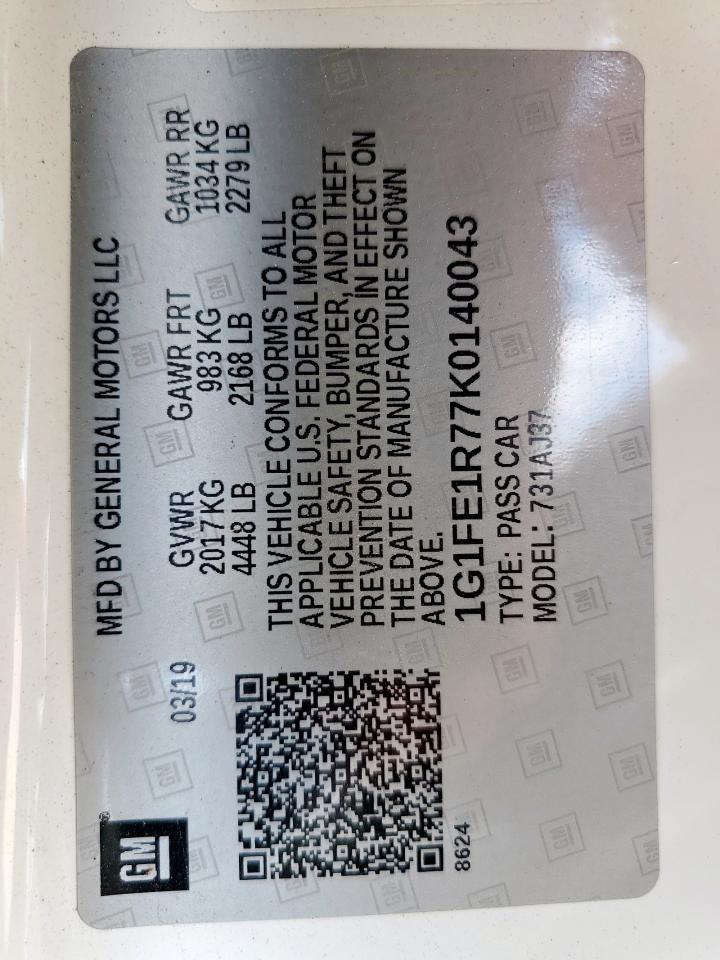 GM
MFD BY GENERAL MOTORS LLC
03/19
GVWR GAWR FRT GAWR RR
2017 KG 983 KG 1034 KG
4448 LB 2168 LB 2279 LB
THIS VEHICLE CONFORMS TO ALL
APPLICABLE U.S. FEDERAL MOTOR
VEHICLE SAFETY, BUMPER, AND THEFT
PREVENTION STANDARDS IN EFFECT ON
THE DATE OF MANUFACTURE SHOWN
ABOVE.
8624
1G1FE1R77K0140043
TYPE: PASS CAR
MODEL: 731AJ37